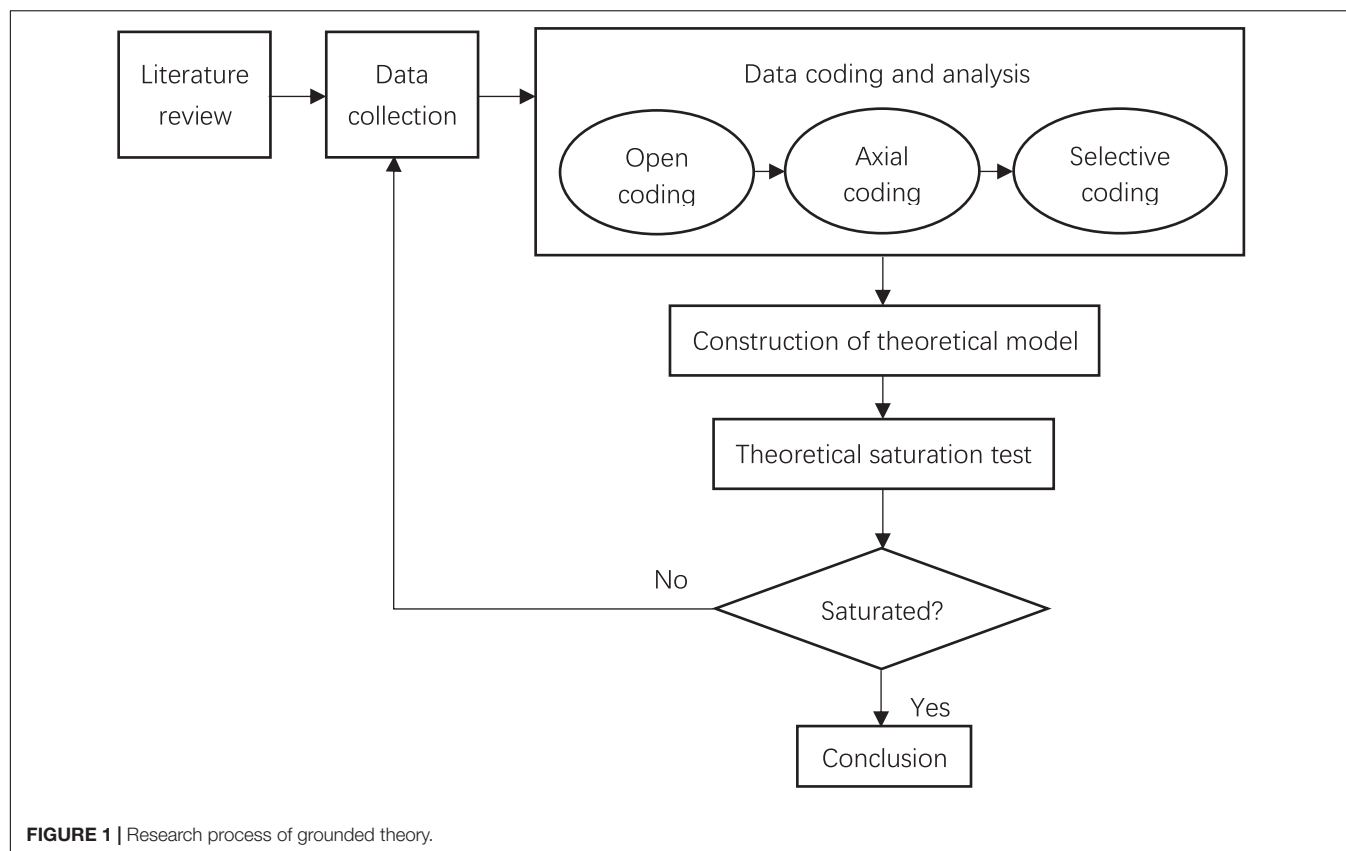 Literature
review
Data
collection
Data coding and analysis
Open
coding
Axial
coding
Selective
coding
Construction of theoretical model
Theoretical saturation test
Saturated?
No
Yes
Conclusion
FIGURE 1 | Research process of grounded theory.